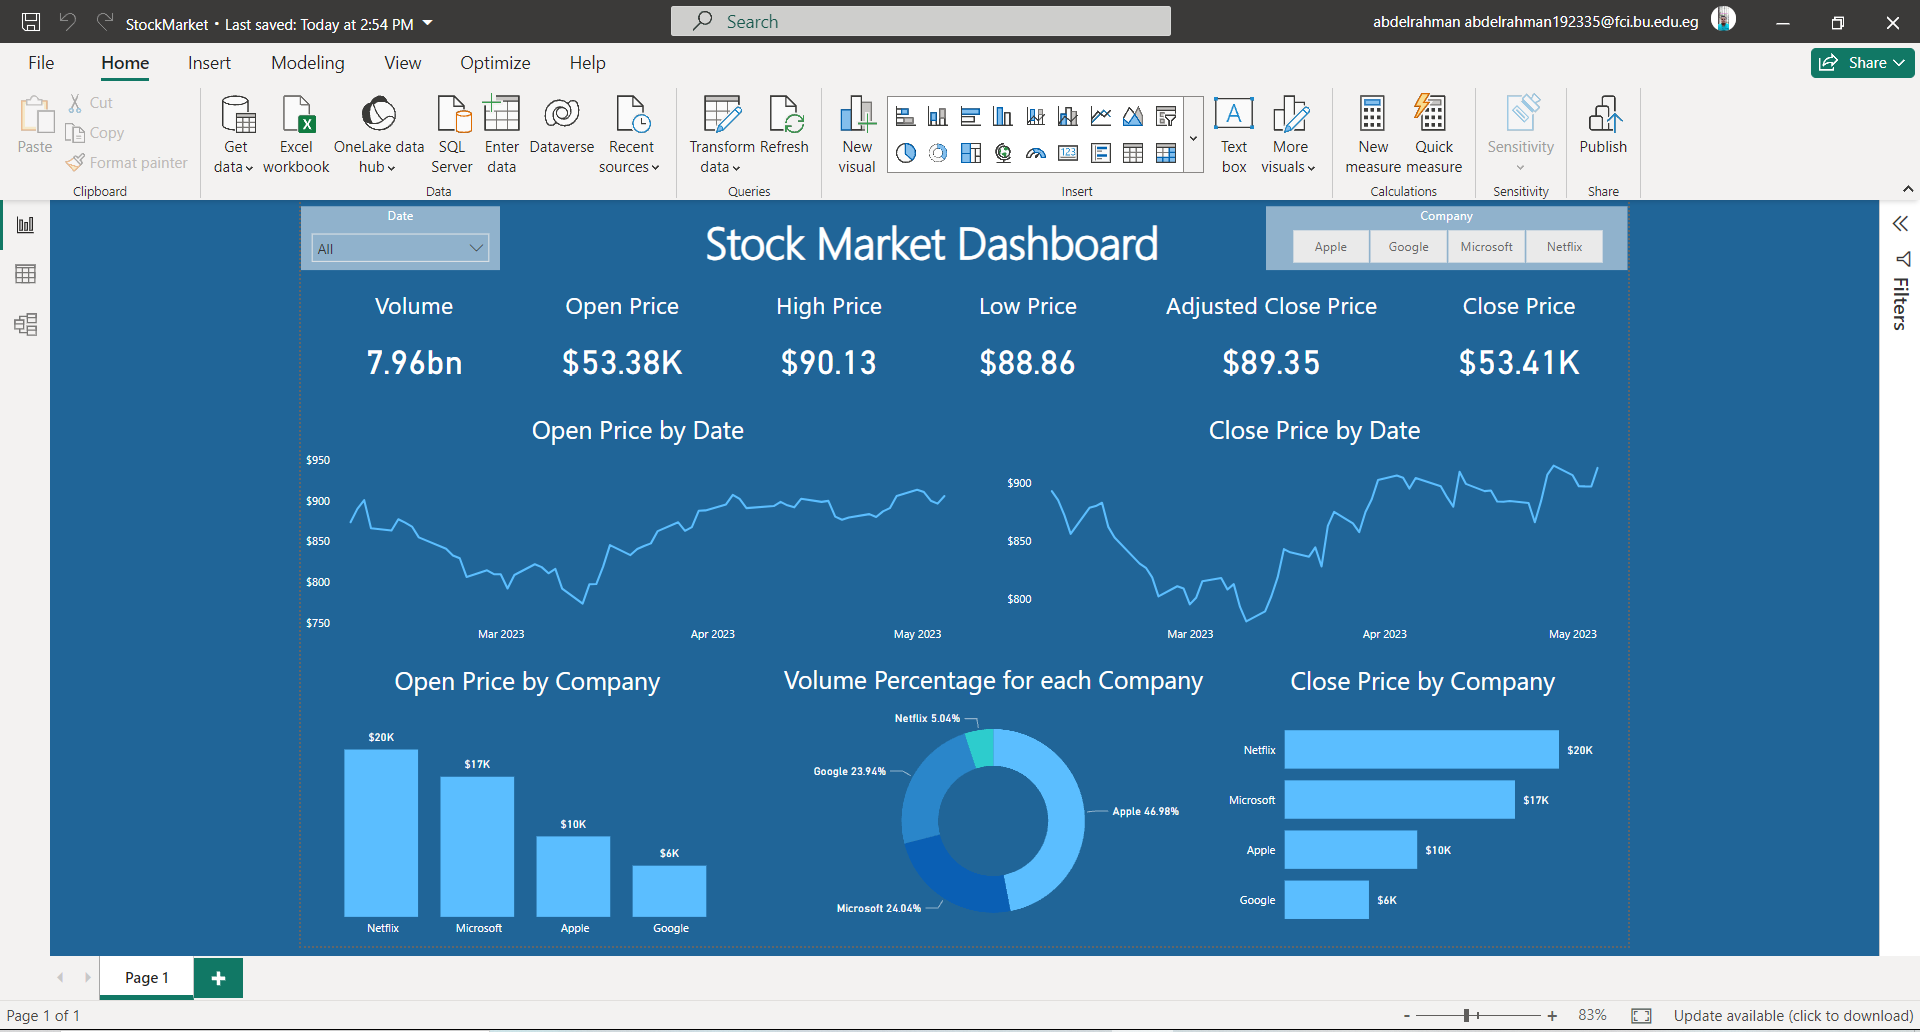 StockMarket • Last saved: Today at 2:54 PM
Search
abdelrahman abdelrahman192335@fci.bu.edu.eg
File Home Insert Modeling View Optimize Help
Share
Paste
Cut
Copy
Format painter
Clipboard
Get data
Excel workbook
OneLake data hub
SQL Server
Enter data
Dataverse
Recent sources
Data
Transform data
Refresh
Queries
New visual
123
A
Text box
More visuals
Insert
New measure
Quick measure
Calculations
Sensitivity
Sensitivity
Publish
Share
Date
All
Stock Market Dashboard
Company
Apple Google Microsoft Netflix
Filters
Volume Open Price High Price Low Price Adjusted Close Price Close Price
7.96bn $53.38K $90.13 $88.86 $89.35 $53.41K
Open Price by Date
$950
$900
$850
$800
$750
Mar 2023 Apr 2023 May 2023
Close Price by Date
$900
$850
$800
Mar 2023 Apr 2023 May 2023
Open Price by Company
$20K
$17K
$10K
$6K
Netflix Microsoft Apple Google
Volume Percentage for each Company
Netflix 5.04%
Google 23.94%
Apple 46.98%
Microsoft 24.04%
Close Price by Company
Netflix $20K
Microsoft $17K
Apple $10K
Google $6K
Page 1
+
Page 1 of 1
- + 83%
Update available (click to download)